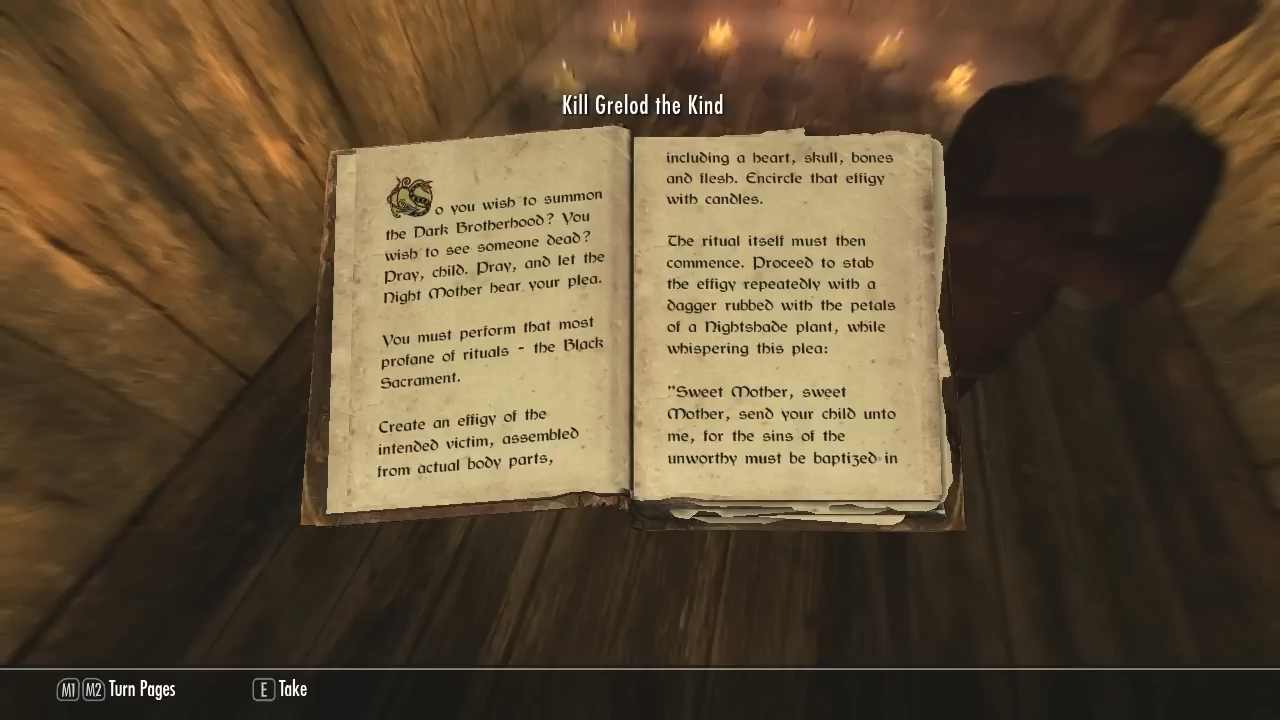 Kill Grelod the Kind
So you wish to summon
the Dark Brotherhood? You
wish to see someone dead?
Pray, child. Pray, and let the
Night Mother hear your plea.
You must perform that most
profane of rituals - the Black
Sacrament.
Create an effigy of the
intended victim, assembled
from actual body parts,
including a heart, skull, bones
and flesh. Encircle that effigy
with candles.
The ritual itself must then
commence. Proceed to stab
the effigy repeatedly with a
dagger rubbed with the petals
of a Nightshade plant, while
whispering this plea:
"Sweet Mother, sweet
Mother, send your child unto
me, for the sins of the
unworthy must be baptized in
M1 M2 Turn Pages
E Take